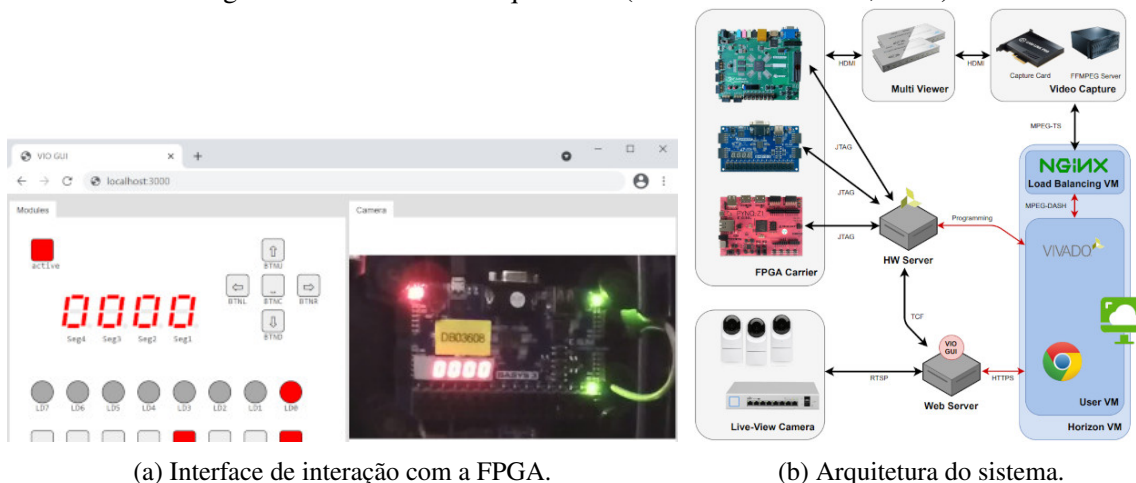 VIO GUI
localhost:3000
Modules
Camera
active
BTNU
BTNL
BTNC
BTNR
BTND
Seg4 Seg3 Seg2 Seg1
LD7 LD6 LD5 LD4 LD3 LD2 LD1 LD0
DB03608
0000
BASYS 3
(a) Interface de interação com a FPGA.
HDMI
HDMI
Multi Viewer
Capture Card
FFMPEG Server
Video Capture
MPEG-TS
JTAG
JTAG
JTAG
FPGA Carrier
NGINX
Load Balancing VM
MPEG-DASH
Programming
HW Server
VIVADO
TCF
VIO
GUI
Web Server
RTSP
HTTPS
Live-View Camera
User VM
Horizon VM
(b) Arquitetura do sistema.